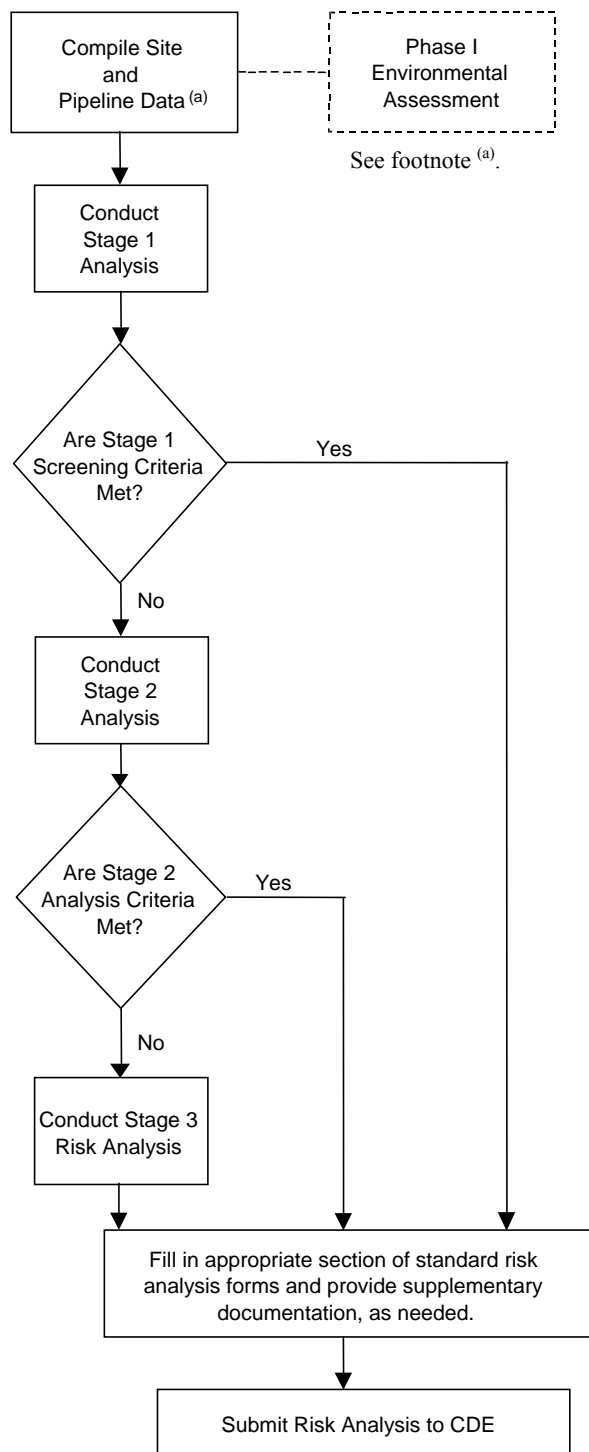 Compile Site
and
Pipeline Data (a)
Phase I
Environmental
Assessment
See footnote (a).
Conduct
Stage 1
Analysis
Are Stage 1
Screening Criteria
Met?
Yes
No
Conduct
Stage 2
Analysis
Are Stage 2
Analysis Criteria
Met?
Yes
No
Conduct Stage 3
Risk Analysis
Fill in appropriate section of standard risk
analysis forms and provide supplementary
documentation, as needed.
Submit Risk Analysis to CDE